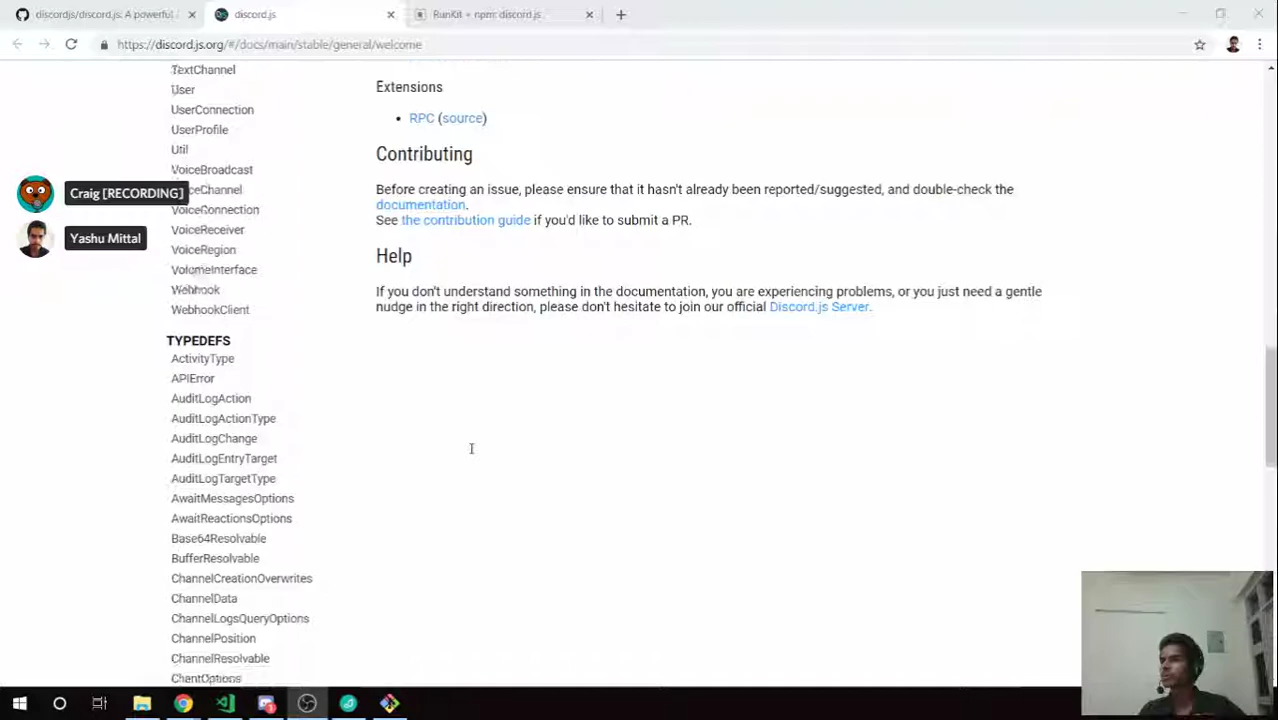 discordjs/discord.js: A powerful
discord.js
RunKit + npm: discord.js
https://discord.js.org/#/docs/main/stable/general/welcome
TextChannel
User
UserConnection
UserProfile
Util
VoiceBroadcast
iceChannel
VoiceConnection
VoiceReceiver
VoiceRegion
VolumeInterface
Webhook
WebhookClient
TYPEDEFS
ActivityType
APIError
AuditLogAction
AuditLogActionType
AuditLogChange
AuditLogEntryTarget
AuditLogTargetType
AwaitMessagesOptions
AwaitReactionsOptions
Base64Resolvable
BufferResolvable
ChannelCreationOverwrites
ChannelData
ChannelLogsQueryOptions
ChannelPosition
ChannelResolvable
ClientOptions
Craig [RECORDING]
Yashu Mittal
Extensions
• RPC (source)
Contributing
Before creating an issue, please ensure that it hasn't already been reported/suggested, and double-check the
documentation.
See the contribution guide if you'd like to submit a PR.
Help
If you don't understand something in the documentation, you are experiencing problems, or you just need a gentle
nudge in the right direction, please don't hesitate to join our official Discord.js Server.